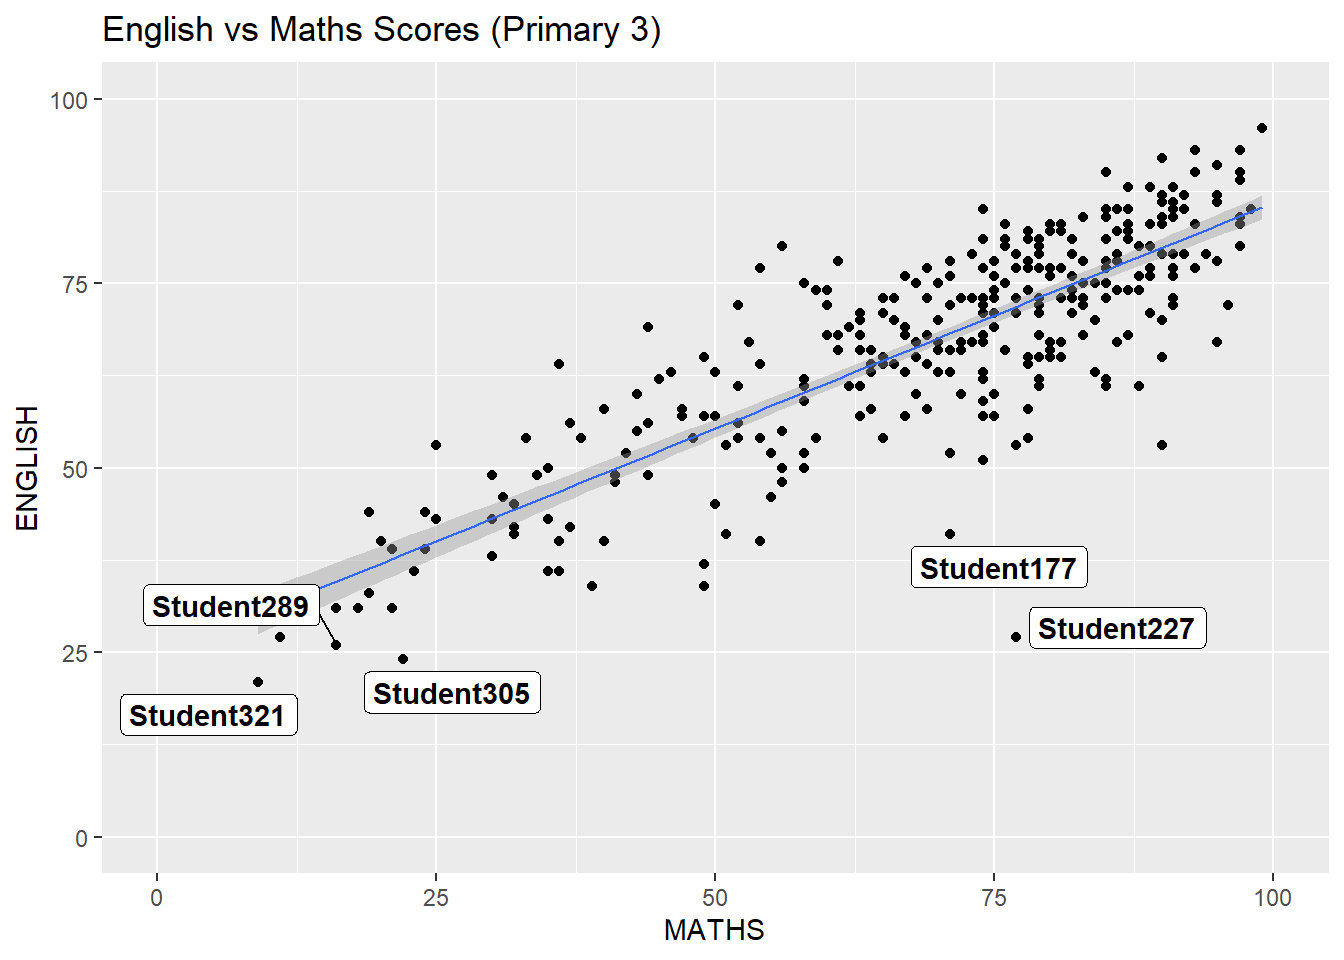 English vs Maths Scores (Primary 3)
100
75
50
25
0
ENGLISH
Student177
Student289
Student227
Student305
Student321
0 25 50 75 100
MATHS